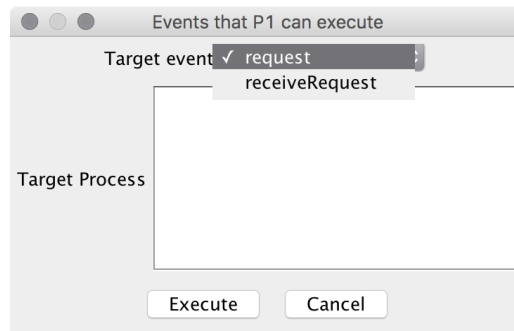 Events that P1 can execute
Target event ✓ request
receiveRequest
Target Process
Execute Cancel